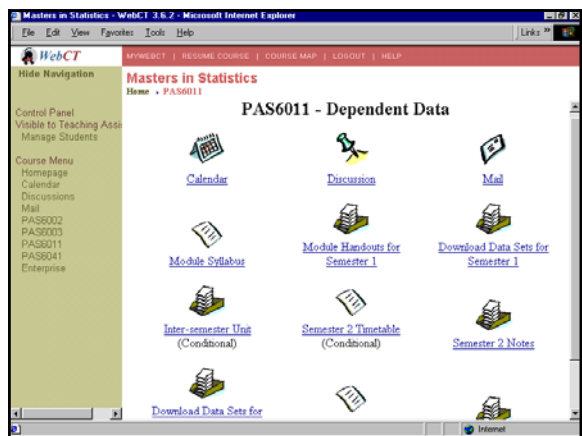 Masters in Statistics - WebCT 3.6.2 - Microsoft Internet Explorer
File Edit View Favorites Tools Help Links »
WebCT MYWEBCT | RESUME COURSE | COURSE MAP | LOGOUT | HELP
Hide Navigation
Control Panel
Visible to Teaching Assi
Manage Students
Course Menu
Homepage
Calendar
Discussions
Mail
PAS6002
PAS6003
PAS6011
PAS6041
Enterprise
Masters in Statistics
Home › PAS6011
PAS6011 - Dependent Data
Calendar Discussion Mail
Module Syllabus
Module Handouts for
Semester 1
Download Data Sets for
Semester 1
Inter-semester Unit
(Conditional)
Semester 2 Timetable
(Conditional)
Semester 2 Notes
Download Data Sets for
Internet